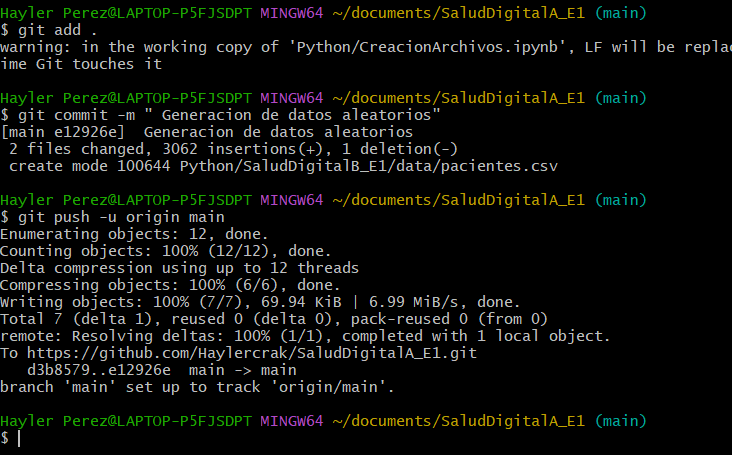 Hayler Perez@LAPTOP-P5FJSDPT MINGW64 ~/documents/SaludDigitalA_E1 (main)
$ git add .
warning: in the working copy of 'Python/CreacionArchivos.ipynb', LF will be replac
ime Git touches it
Hayler Perez@LAPTOP-P5FJSDPT MINGW64 ~/documents/SaludDigitalA_E1 (main)
$ git commit -m " Generacion de datos aleatorios"
[main e12926e]  Generacion de datos aleatorios
 2 files changed, 3062 insertions(+), 1 deletion(-)
 create mode 100644 Python/SaludDigitalB_E1/data/pacientes.csv
Hayler Perez@LAPTOP-P5FJSDPT MINGW64 ~/documents/SaludDigitalA_E1 (main)
$ git push -u origin main
Enumerating objects: 12, done.
Counting objects: 100% (12/12), done.
Delta compression using up to 12 threads
Compressing objects: 100% (6/6), done.
Writing objects: 100% (7/7), 69.94 KiB | 6.99 MiB/s, done.
Total 7 (delta 1), reused 0 (delta 0), pack-reused 0 (from 0)
remote: Resolving deltas: 100% (1/1), completed with 1 local object.
To https://github.com/Haylercrak/SaludDigitalA_E1.git
   d3b8579..e12926e  main -> main
branch 'main' set up to track 'origin/main'.
Hayler Perez@LAPTOP-P5FJSDPT MINGW64 ~/documents/SaludDigitalA_E1 (main)
$